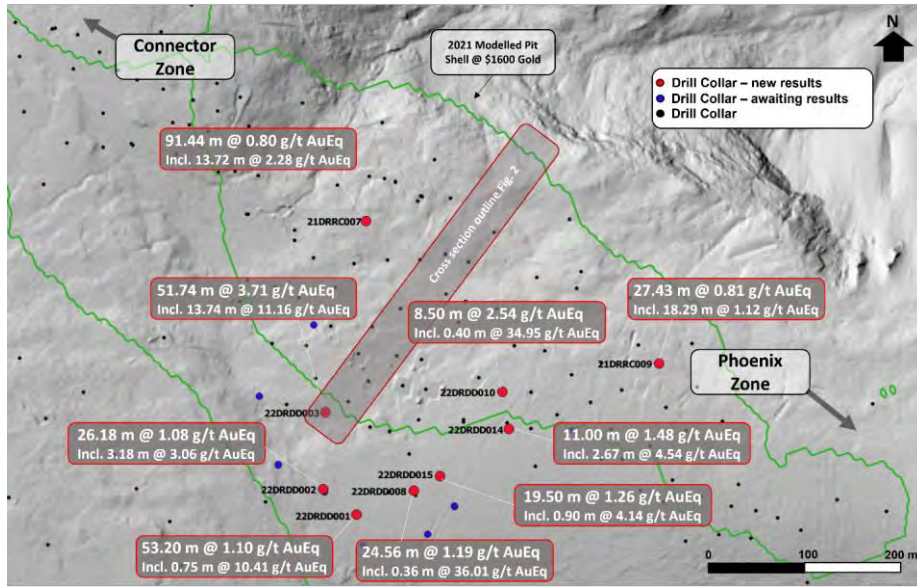 Connector
Zone
2021 Modelled Pit
Shell @ $1600 Gold
N
Drill Collar – new results
Drill Collar – awaiting results
Drill Collar
91.44 m @ 0.80 g/t AuEq
Incl. 13.72 m @ 2.28 g/t AuEq
21DRRC007
Cross section outline Fig. 2
51.74 m @ 3.71 g/t AuEq
Incl. 13.74 m @ 11.16 g/t AuEq
8.50 m @ 2.54 g/t AuEq
Incl. 0.40 m @ 34.95 g/t AuEq
27.43 m @ 0.81 g/t AuEq
Incl. 18.29 m @ 1.12 g/t AuEq
21DRRC009
Phoenix
Zone
22DRDD010
22DRDD003
22DRDD014
26.18 m @ 1.08 g/t AuEq
Incl. 3.18 m @ 3.06 g/t AuEq
11.00 m @ 1.48 g/t AuEq
Incl. 2.67 m @ 4.54 g/t AuEq
22DRDD015
22DRDD002
22DRDD008
22DRDD001
19.50 m @ 1.26 g/t AuEq
Incl. 0.90 m @ 4.14 g/t AuEq
53.20 m @ 1.10 g/t AuEq
Incl. 0.75 m @ 10.41 g/t AuEq
24.56 m @ 1.19 g/t AuEq
Incl. 0.36 m @ 36.01 g/t AuEq
0 100 200 m